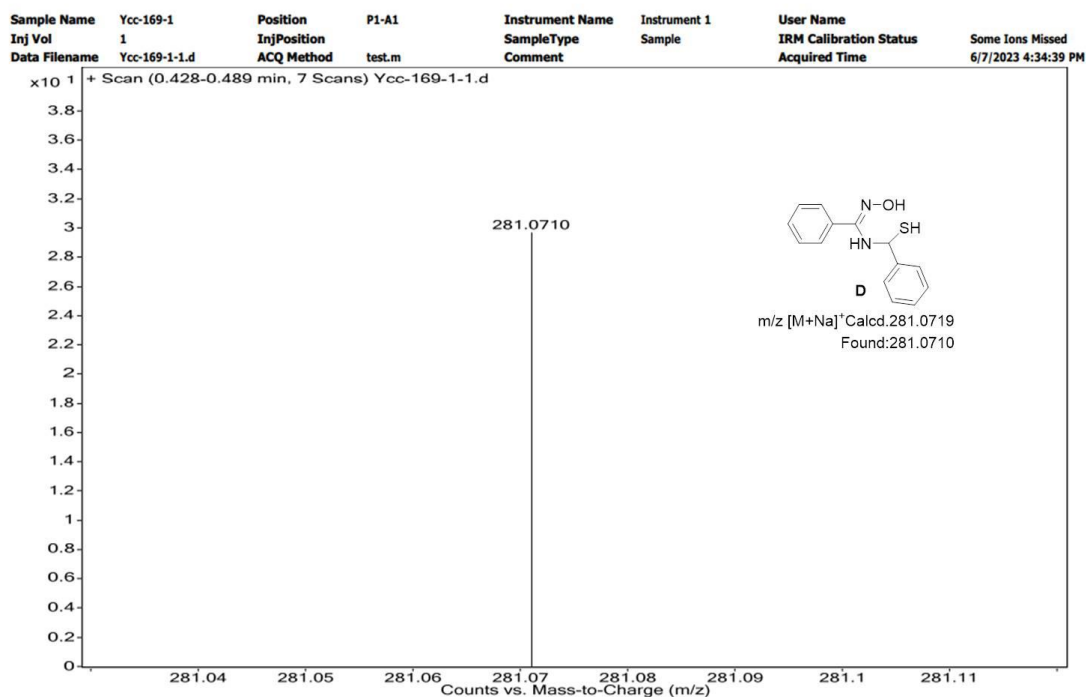 Sample Name Ycc-169-1 Position P1-A1 Instrument Name Instrument 1 User Name
Inj Vol 1 InjPosition SampleType Sample IRM Calibration Status Some Ions Missed
Data Filename Ycc-169-1-1.d ACQ Method test.m Comment Acquired Time 6/7/2023 4:34:39 PM
x10 1 + Scan (0.428-0.489 min, 7 Scans) Ycc-169-1-1.d
3.8
3.6
3.4
3.2
3
2.8
2.6
2.4
2.2
2
1.8
1.6
1.4
1.2
1
0.8
0.6
0.4
0.2
0
281.0710
N-OH
SH
HN
D
m/z [M+Na]+Calcd.281.0719
Found:281.0710
281.04 281.05 281.06 281.07 281.08 281.09 281.1 281.11
Counts vs. Mass-to-Charge (m/z)